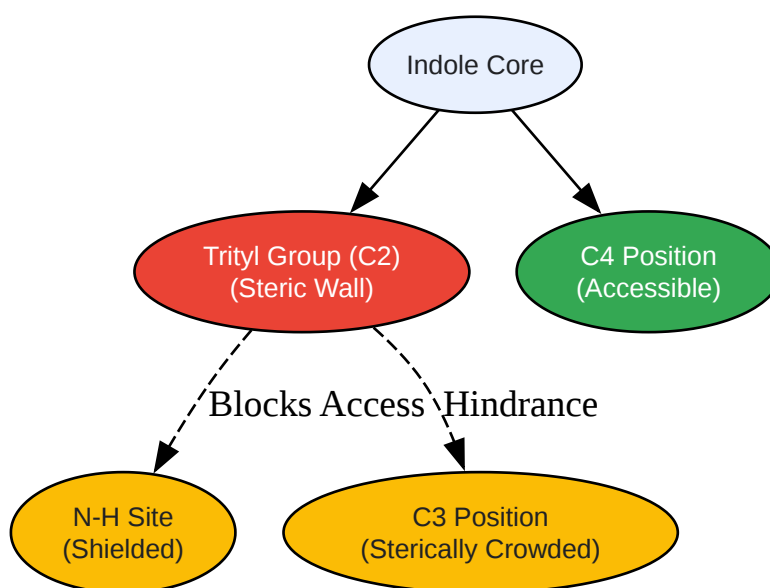 Indole Core
Trityl Group (C2)
(Steric Wall)
C4 Position
(Accessible)
Blocks Access
Hindrance
N-H Site
(Shielded)
C3 Position
(Sterically Crowded)